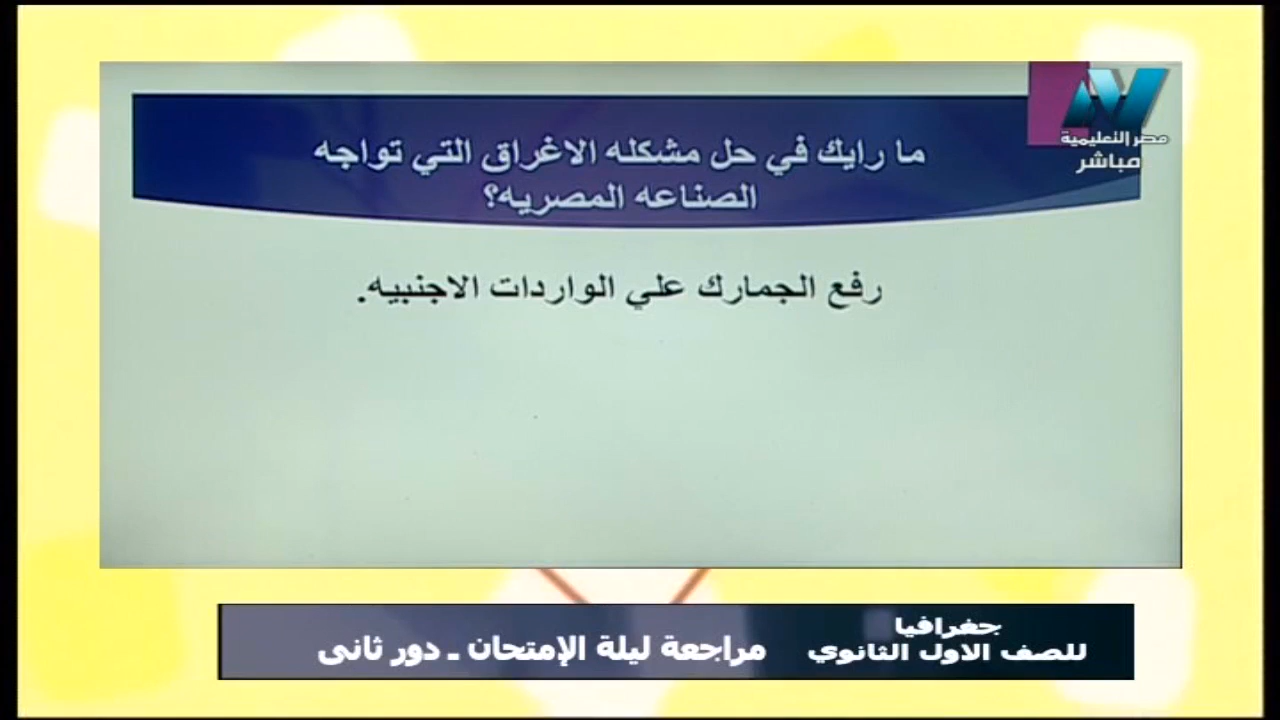 مصر التعليمية
مباشر
ما رايك في حل مشكله الاغراق التي تواجه
الصناعه المصريه؟
رفع الجمارك علي الواردات الاجنبيه.
جغرافيا
للصف الاول الثانوي
مراجعة ليلة الإمتحان - دور ثانى